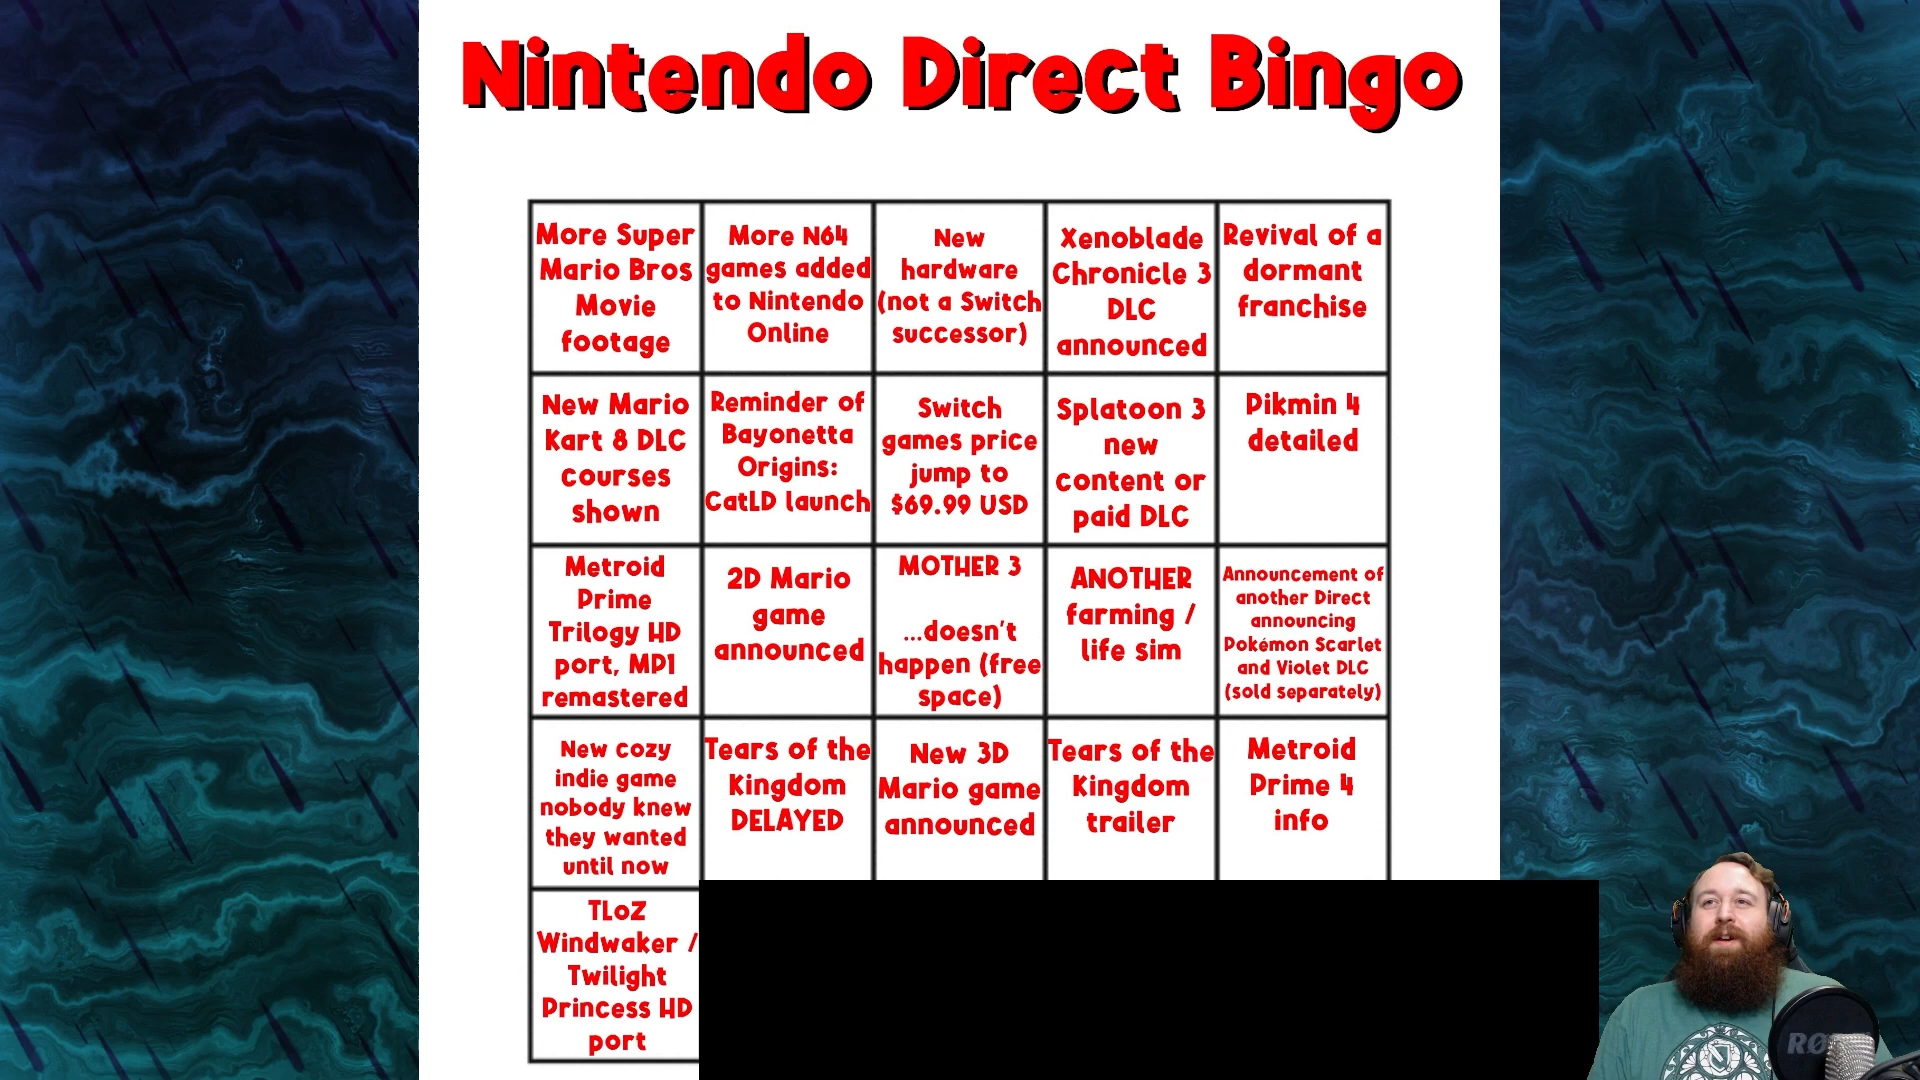 Nintendo Direct Bingo
More Super
Mario Bros
Movie
footage
More N64
games added
to Nintendo
Online
New
hardware
(not a Switch
successor)
Xenoblade
Chronicle 3
DLC
announced
Revival of a
dormant
franchise
New Mario
Kart 8 DLC
courses
shown
Reminder of
Bayonetta
Origins:
CatLD launch
Switch
games price
jump to
$69.99 USD
Splatoon 3
new
content or
paid DLC
Pikmin 4
detailed
Metroid
Prime
Trilogy HD
port, MP1
remastered
2D Mario
game
announced
MOTHER 3
...doesn't
happen (free
space)
ANOTHER
farming /
life sim
Announcement of
another Direct
announcing
Pokémon Scarlet
and Violet DLC
(sold separately)
New cozy
indie game
nobody knew
they wanted
until now
Tears of the
Kingdom
DELAYED
New 3D
Mario game
announced
Tears of the
Kingdom
trailer
Metroid
Prime 4
info
TLoZ
Windwaker /
Twilight
Princess HD
port